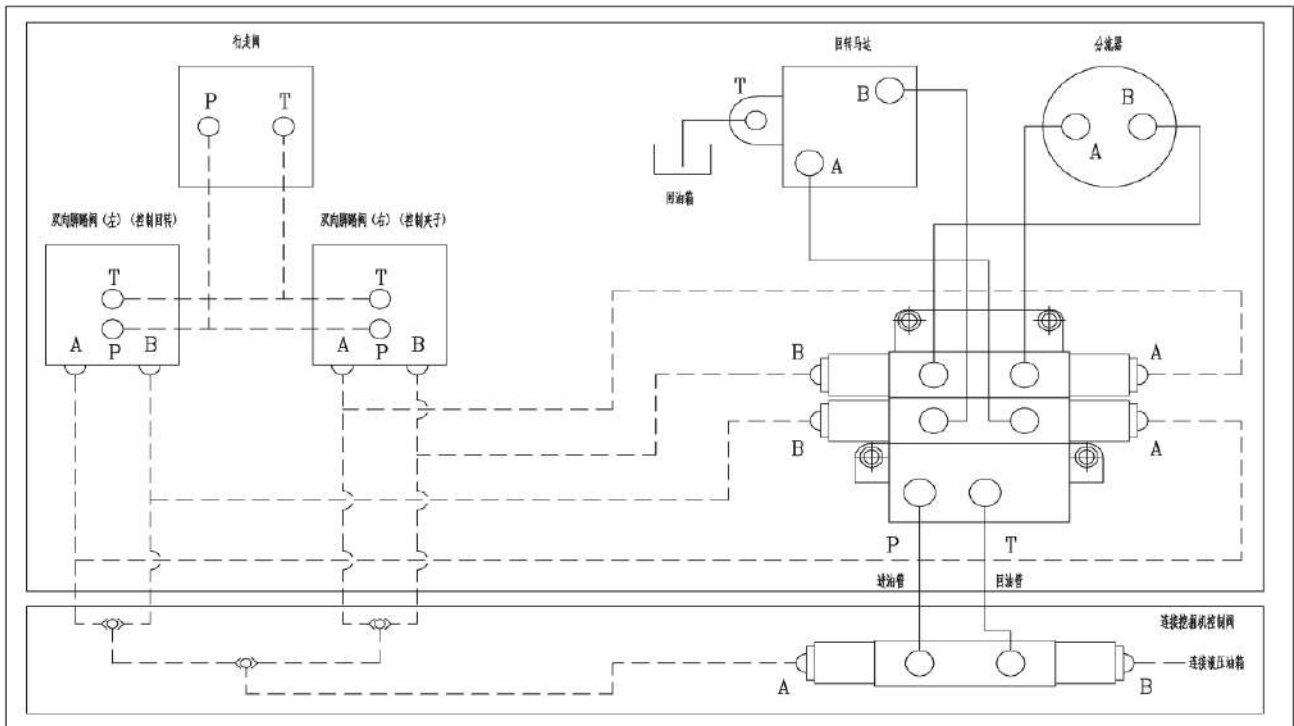 行走阀
回转马达
分流器
P
T
T
B
A
B
A
回油箱
双向脚踏阀（左）（控制回转）
双向脚踏阀（右）（控制夹子）
T
P
A
B
T
P
A
B
B
A
B
A
P
T
进油管
回油管
连接挖掘机控制阀
A
B
连接液压油箱